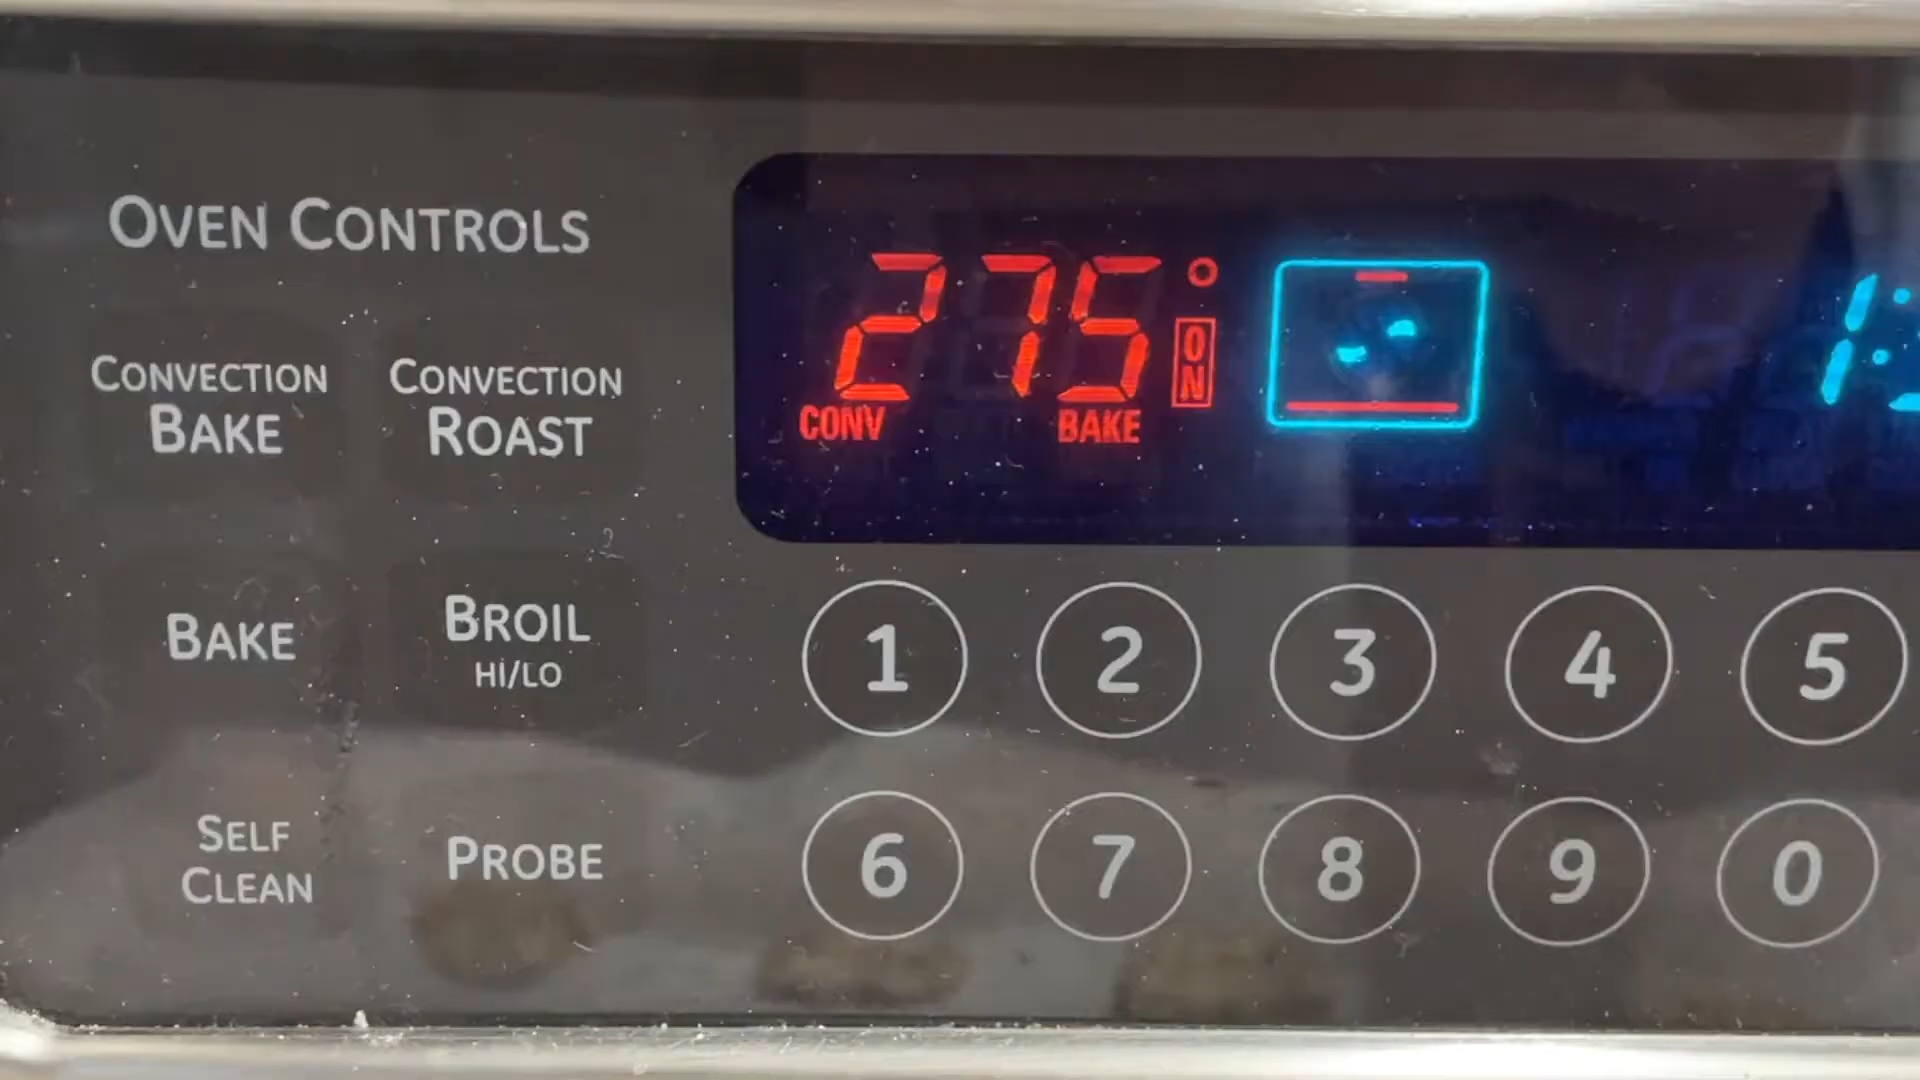 OVEN CONTROLS
CONVECTION
BAKE
CONVECTION
ROAST
BAKE
BROIL
HI/LO
SELF
CLEAN
PROBE
275°
ON
CONV BAKE
1:
1 2 3 4 5
6 7 8 9 0